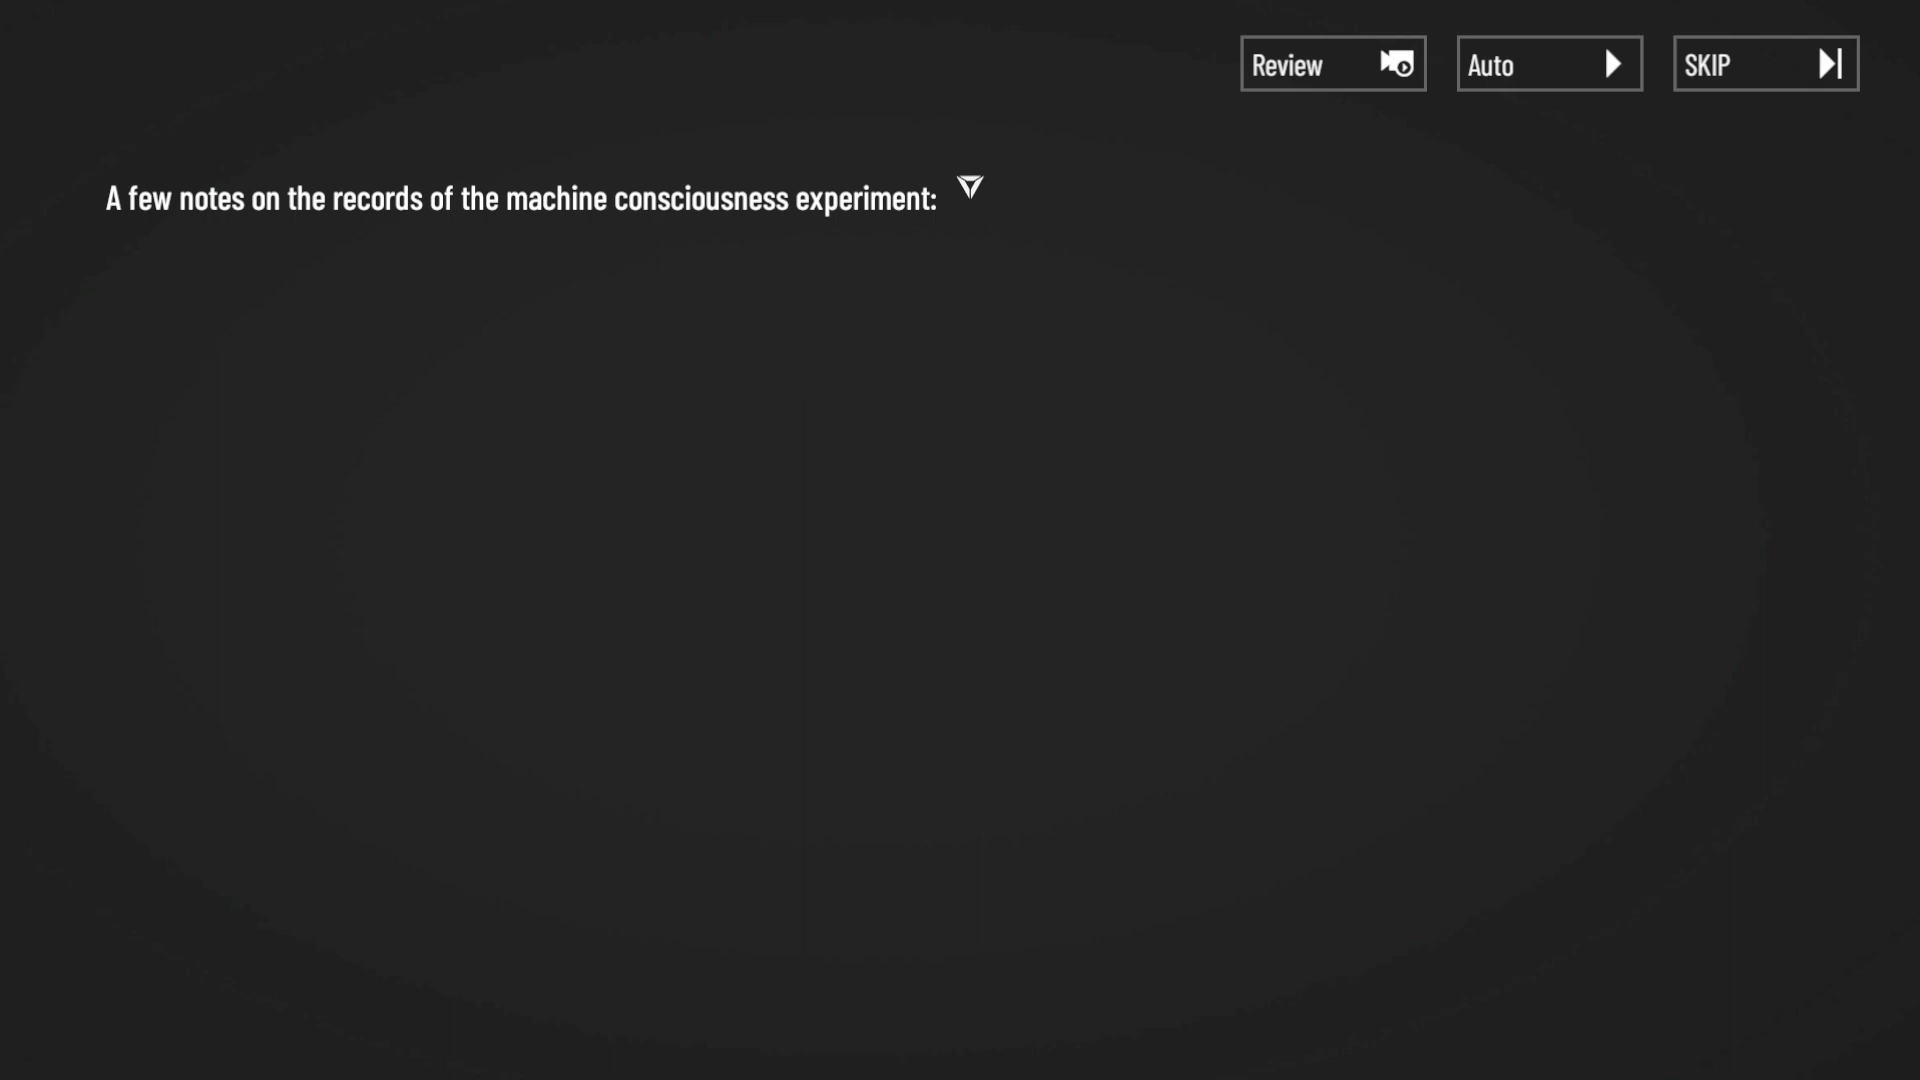 Review
Auto
SKIP
A few notes on the records of the machine consciousness experiment: